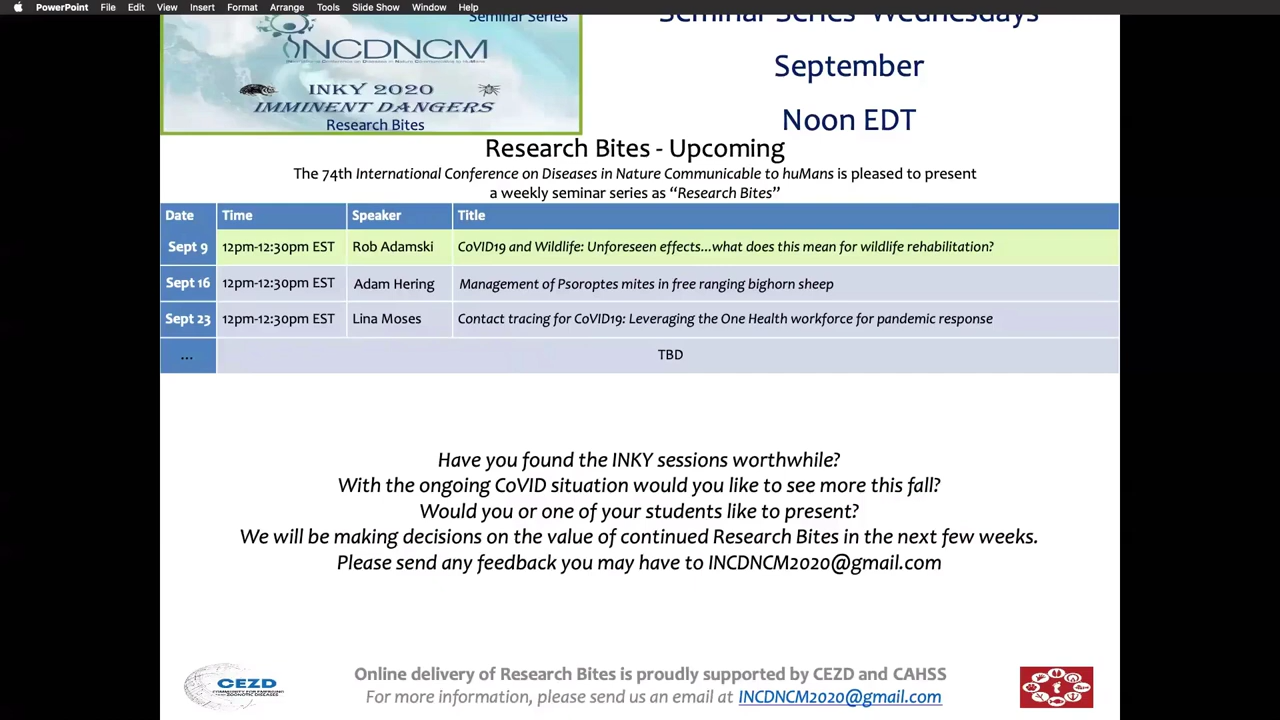 PowerPoint File Edit View Insert Format Arrange Tools Slide Show Window Help
Seminar Series
Seminar Series Wednesdays
INCDNCM
September
INKY 2020
IMMINENT DANGERS
Noon EDT
Research Bites
Research Bites - Upcoming
The 74th International Conference on Diseases in Nature Communicable to huMans is pleased to present
a weekly seminar series as “Research Bites”
Date Time Speaker Title
Sept 9 12pm-12:30pm EST Rob Adamski CoVID19 and Wildlife: Unforeseen effects...what does this mean for wildlife rehabilitation?
Sept 16 12pm-12:30pm EST Adam Hering Management of Psoroptes mites in free ranging bighorn sheep
Sept 23 12pm-12:30pm EST Lina Moses Contact tracing for CoVID19: Leveraging the One Health workforce for pandemic response
... TBD
Have you found the INKY sessions worthwhile?
With the ongoing CoVID situation would you like to see more this fall?
Would you or one of your students like to present?
We will be making decisions on the value of continued Research Bites in the next few weeks.
Please send any feedback you may have to INCDNCM2020@gmail.com
Online delivery of Research Bites is proudly supported by CEZD and CAHSS
For more information, please send us an email at INCDNCM2020@gmail.com
CEZD